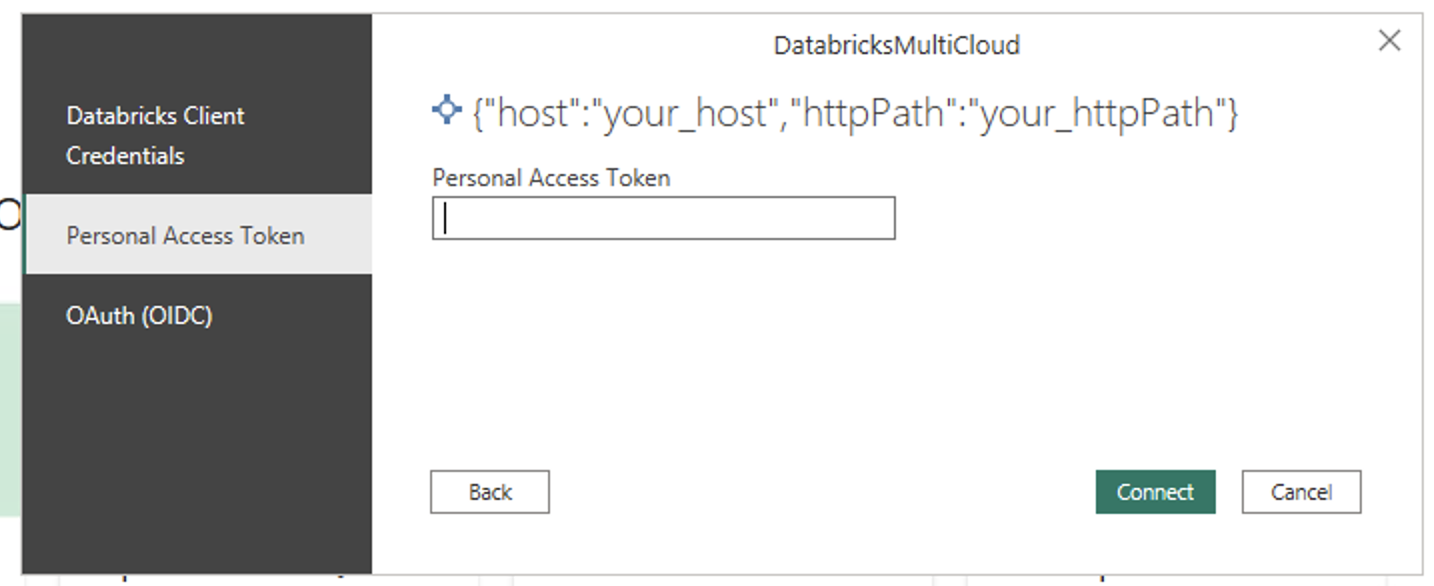 DatabricksMultiCloud
Databricks Client
Credentials
Personal Access Token
OAuth (OIDC)
{"host":"your_host","httpPath":"your_httpPath"}
Personal Access Token
Back
Connect
Cancel